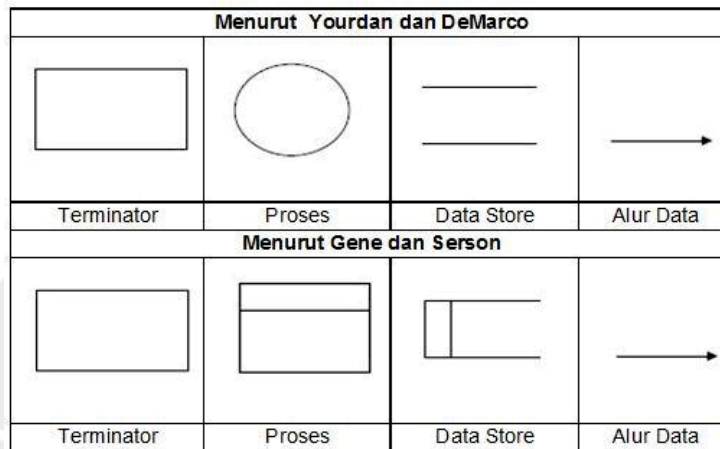 Menurut Yourdan dan DeMarco
Terminator Proses Data Store Alur Data
Menurut Gene dan Serson
Terminator Proses Data Store Alur Data